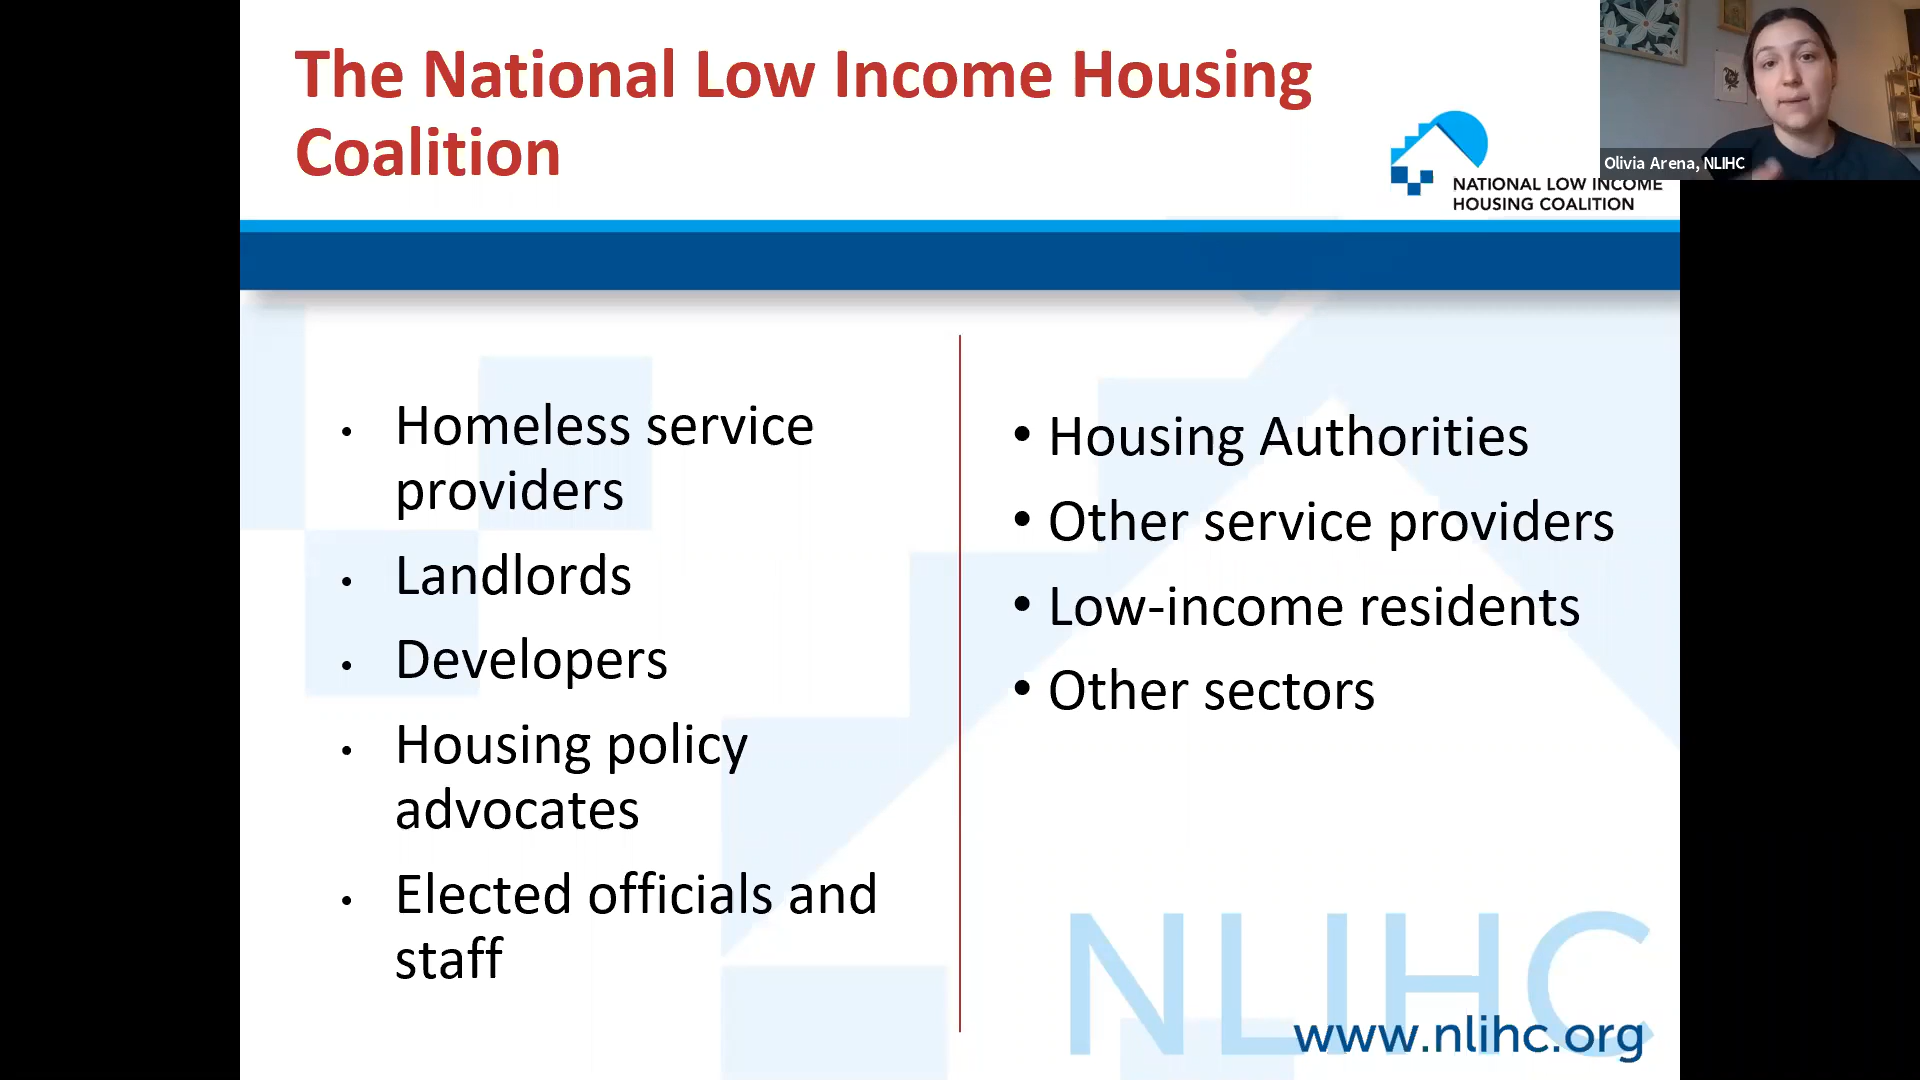 The National Low Income Housing
Coalition
NATIONAL LOW INCOME
HOUSING COALITION
Olivia Arena, NLIHC
• Homeless service
providers
• Landlords
• Developers
• Housing policy
advocates
• Elected officials and
staff
• Housing Authorities
• Other service providers
• Low-income residents
• Other sectors
NLIHC
www.nlihc.org